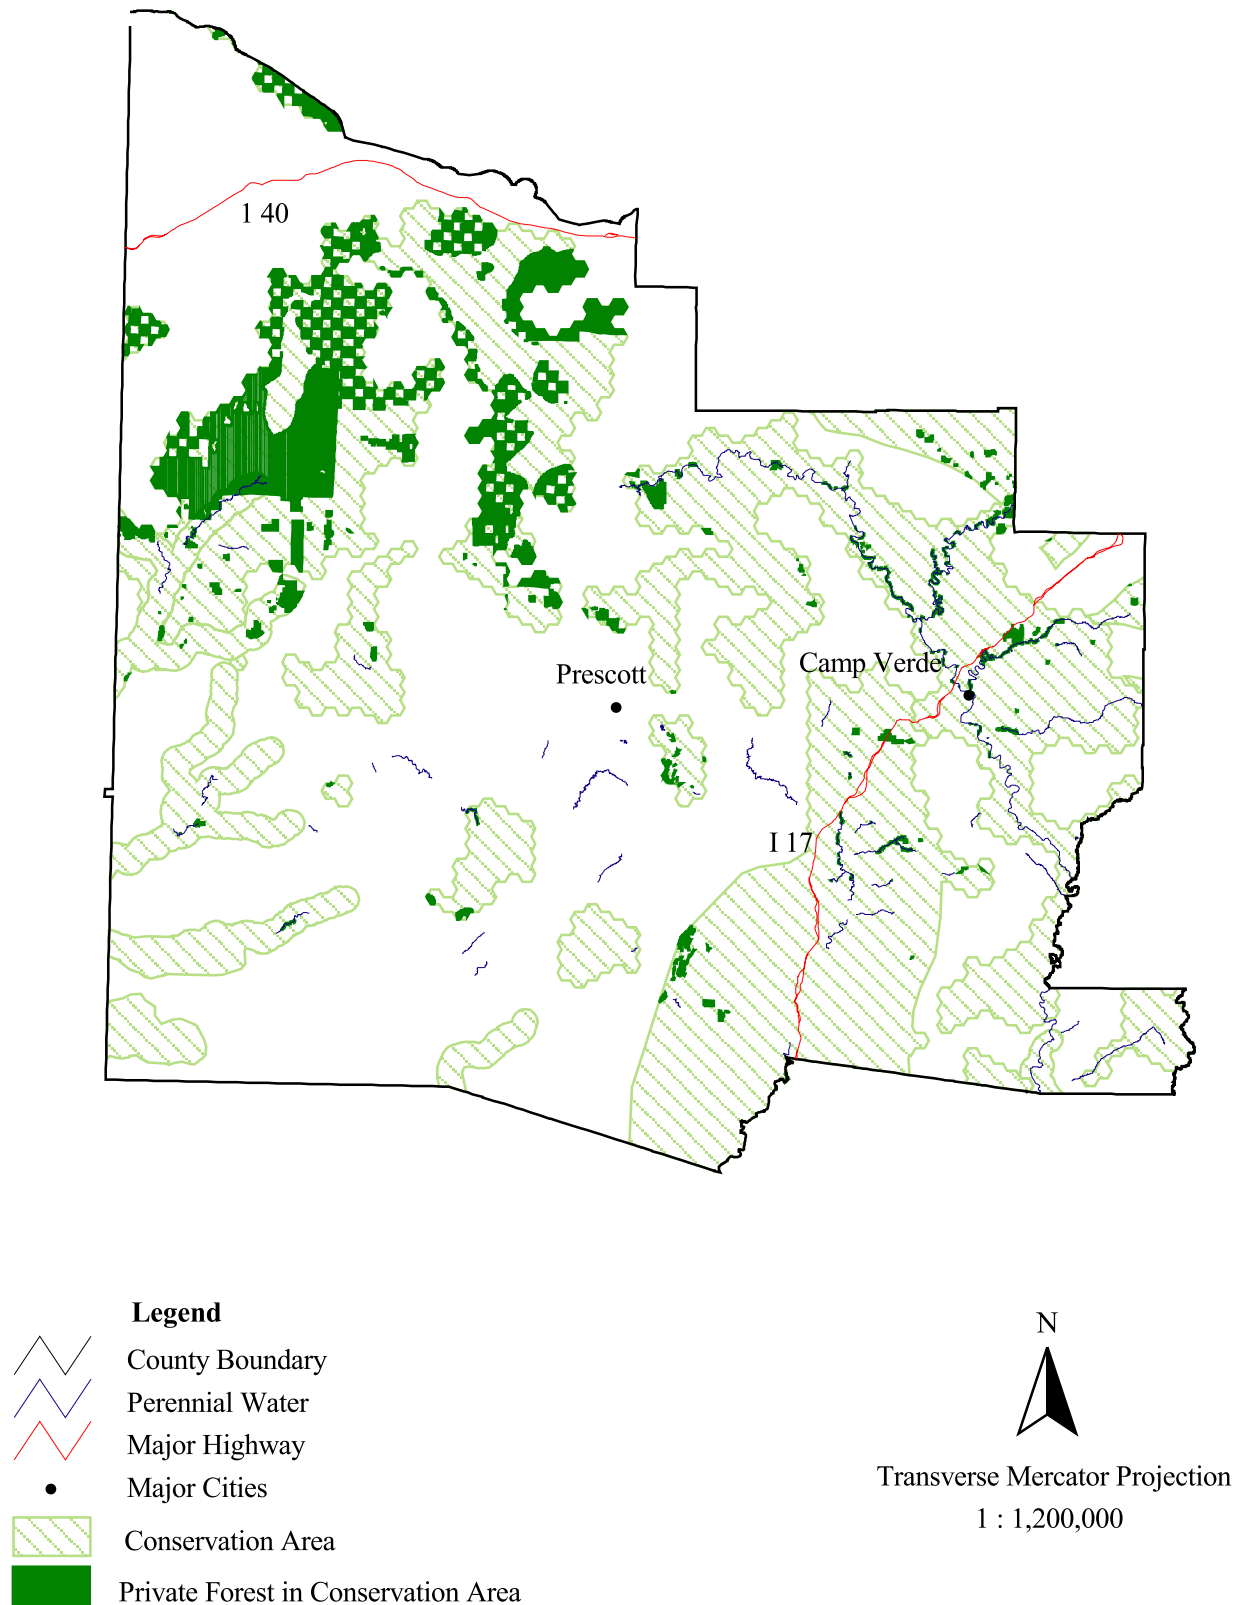 1 40
Prescott
Camp Verde
I 17
Legend
County Boundary
Perennial Water
Major Highway
Major Cities
Conservation Area
Private Forest in Conservation Area
N
Transverse Mercator Projection
1 : 1,200,000